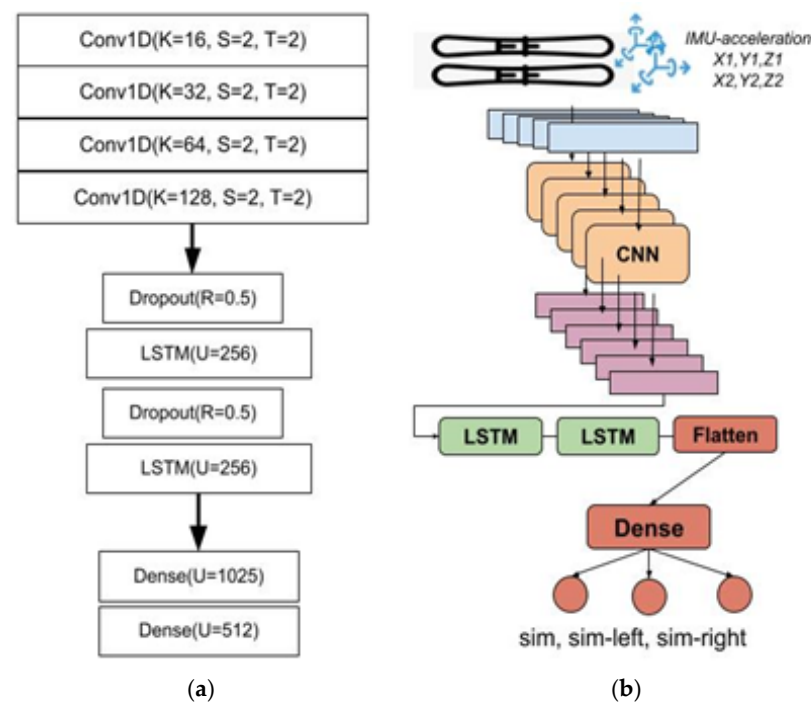 Conv1D(K=16, S=2, T=2)
Conv1D(K=32, S=2, T=2)
Conv1D(K=64, S=2, T=2)
Conv1D(K=128, S=2, T=2)
Dropout(R=0.5)
LSTM(U=256)
Dropout(R=0.5)
LSTM(U=256)
Dense(U=1025)
Dense(U=512)
(a)
IMU-acceleration
X1,Y1,Z1
X2,Y2,Z2
CNN
LSTM
LSTM
Flatten
Dense
sim, sim-left, sim-right
(b)